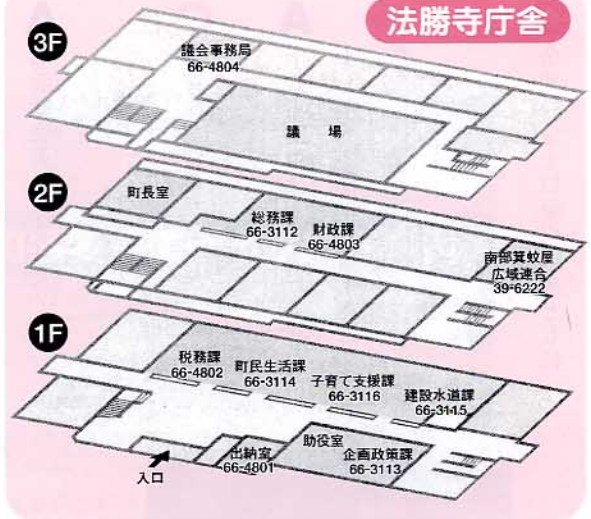 法勝寺庁舎
3F
議会事務局
66-4804
議場
2F
町長室
総務課
66-3112
財政課
66-4803
南部箕蚊屋
広域連合
39-6222
1F
税務課
66-4802
町民生活課
66-3114
子育て支援課
66-3116
建設水道課
66-3115
出納室
66-4801
助役室
企画政策課
66-3113
入口